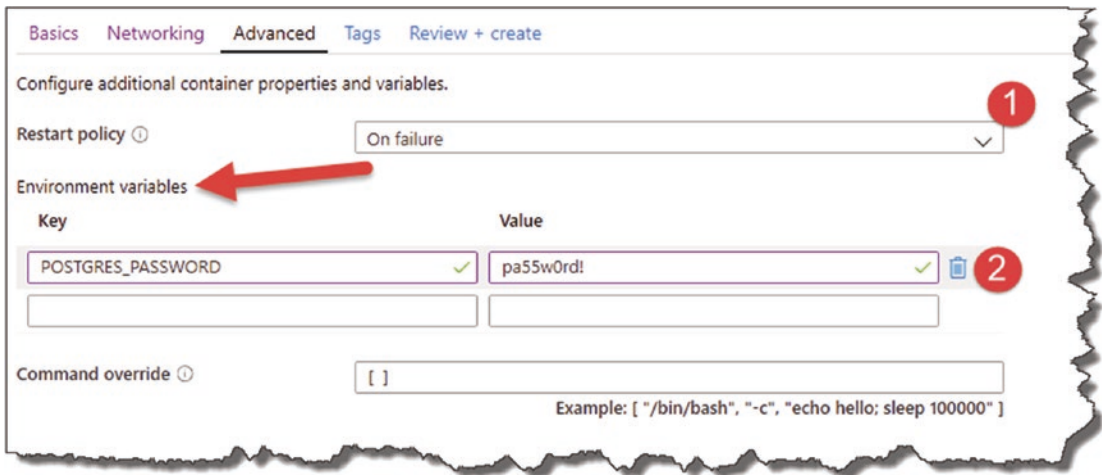 Basics Networking Advanced Tags Review + create
Configure additional container properties and variables.
1
Restart policy On failure
Environment variables
Key Value
POSTGRES_PASSWORD pa55w0rd!
2
Command override [ ]
Example: [ "/bin/bash", "-c", "echo hello; sleep 100000" ]